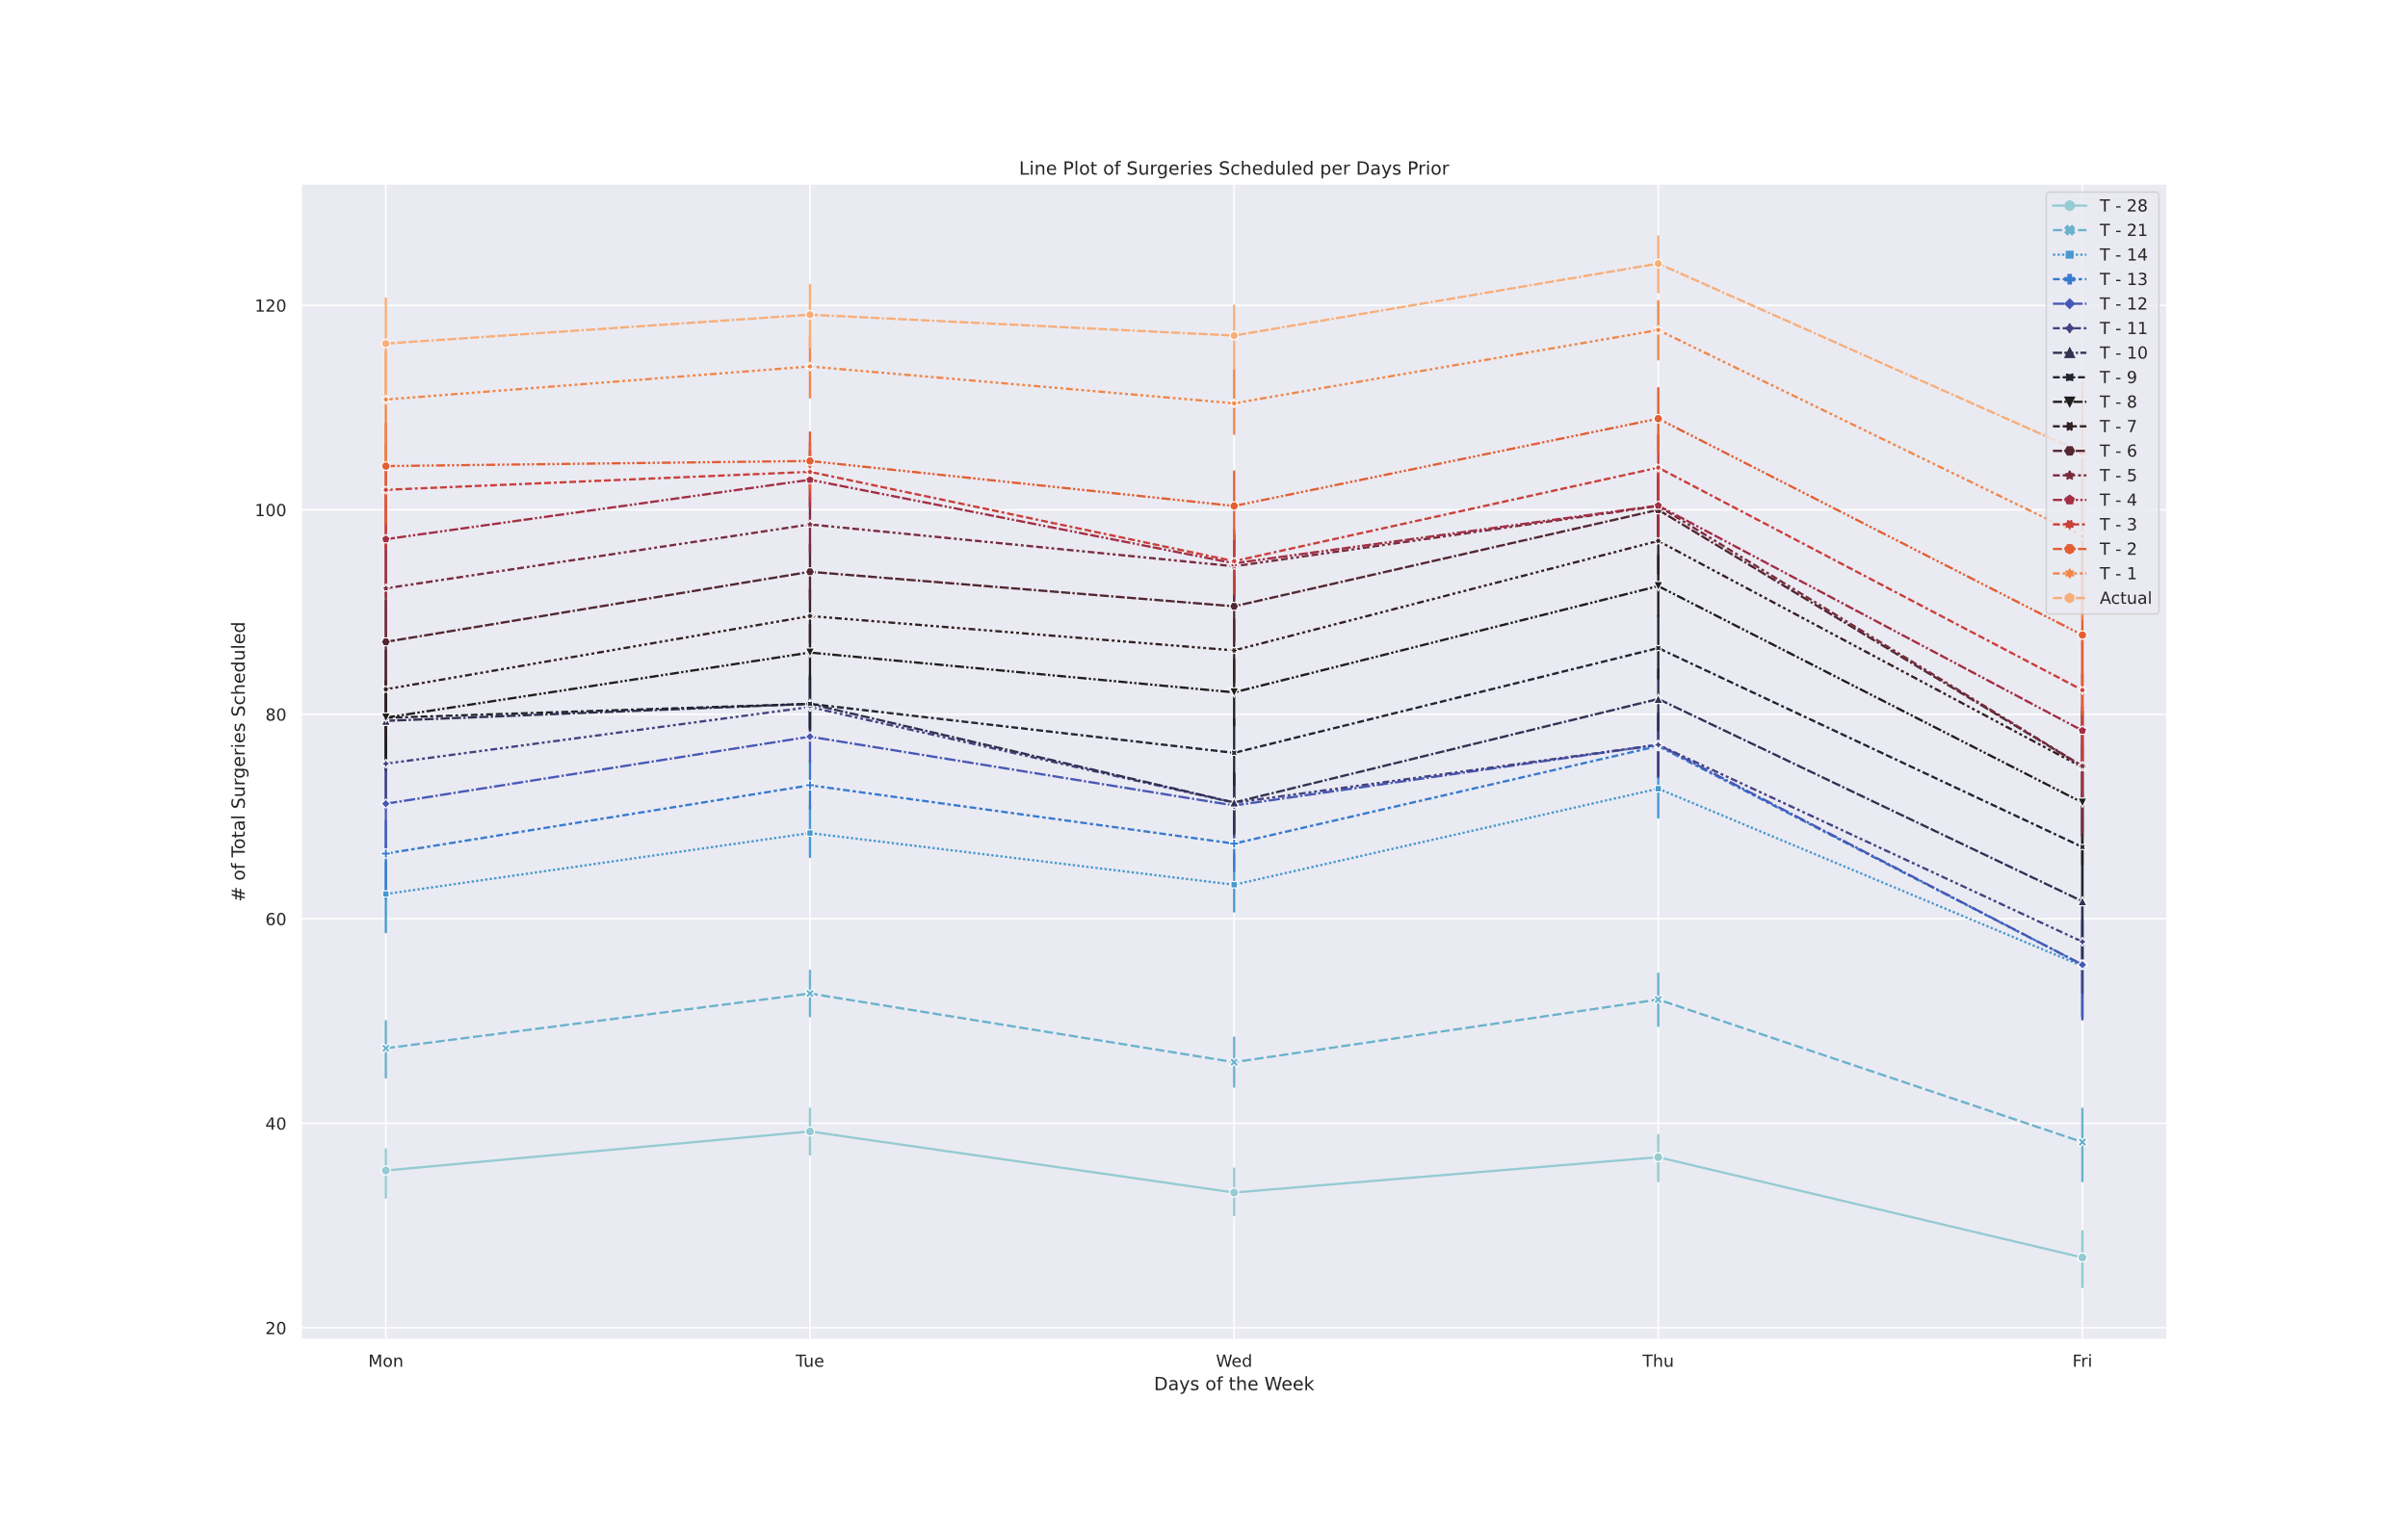 Line Plot of Surgeries Scheduled per Days Prior
# of Total Surgeries Scheduled
120
100
80
60
40
20
Mon Tue Wed Thu Fri
Days of the Week
T - 28
T - 21
T - 14
T - 13
T - 12
T - 11
T - 10
T - 9
T - 8
T - 7
T - 6
T - 5
T - 4
T - 3
T - 2
T - 1
Actual